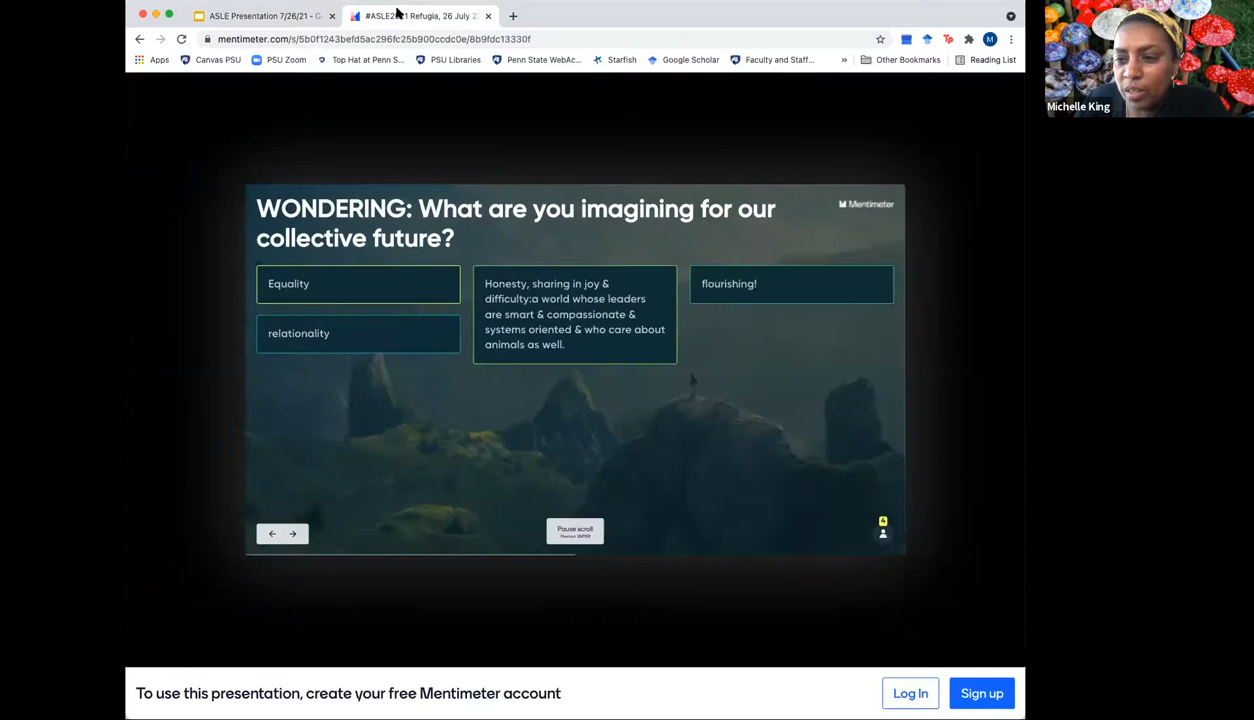 ASLE Presentation 7/26/21 - G
#ASLE2021 Refugia, 26 July 2
mentimeter.com/s/5b0f1243befd5ac296fc25b900ccdc0e/8b9fdc13330f
M
Apps
Canvas PSU
PSU Zoom
Top Hat at Penn S...
PSU Libraries
Penn State WebAc...
Starfish
Google Scholar
Faculty and Staff...
»
Other Bookmarks
Reading List
Michelle King
WONDERING: What are you imagining for our
collective future?
Mentimeter
Equality
relationality
Honesty, sharing in joy &
difficulty:a world whose leaders
are smart & compassionate &
systems oriented & who care about
animals as well.
flourishing!
Pause scroll
Shortcut ENTER
4
To use this presentation, create your free Mentimeter account
Log In
Sign up